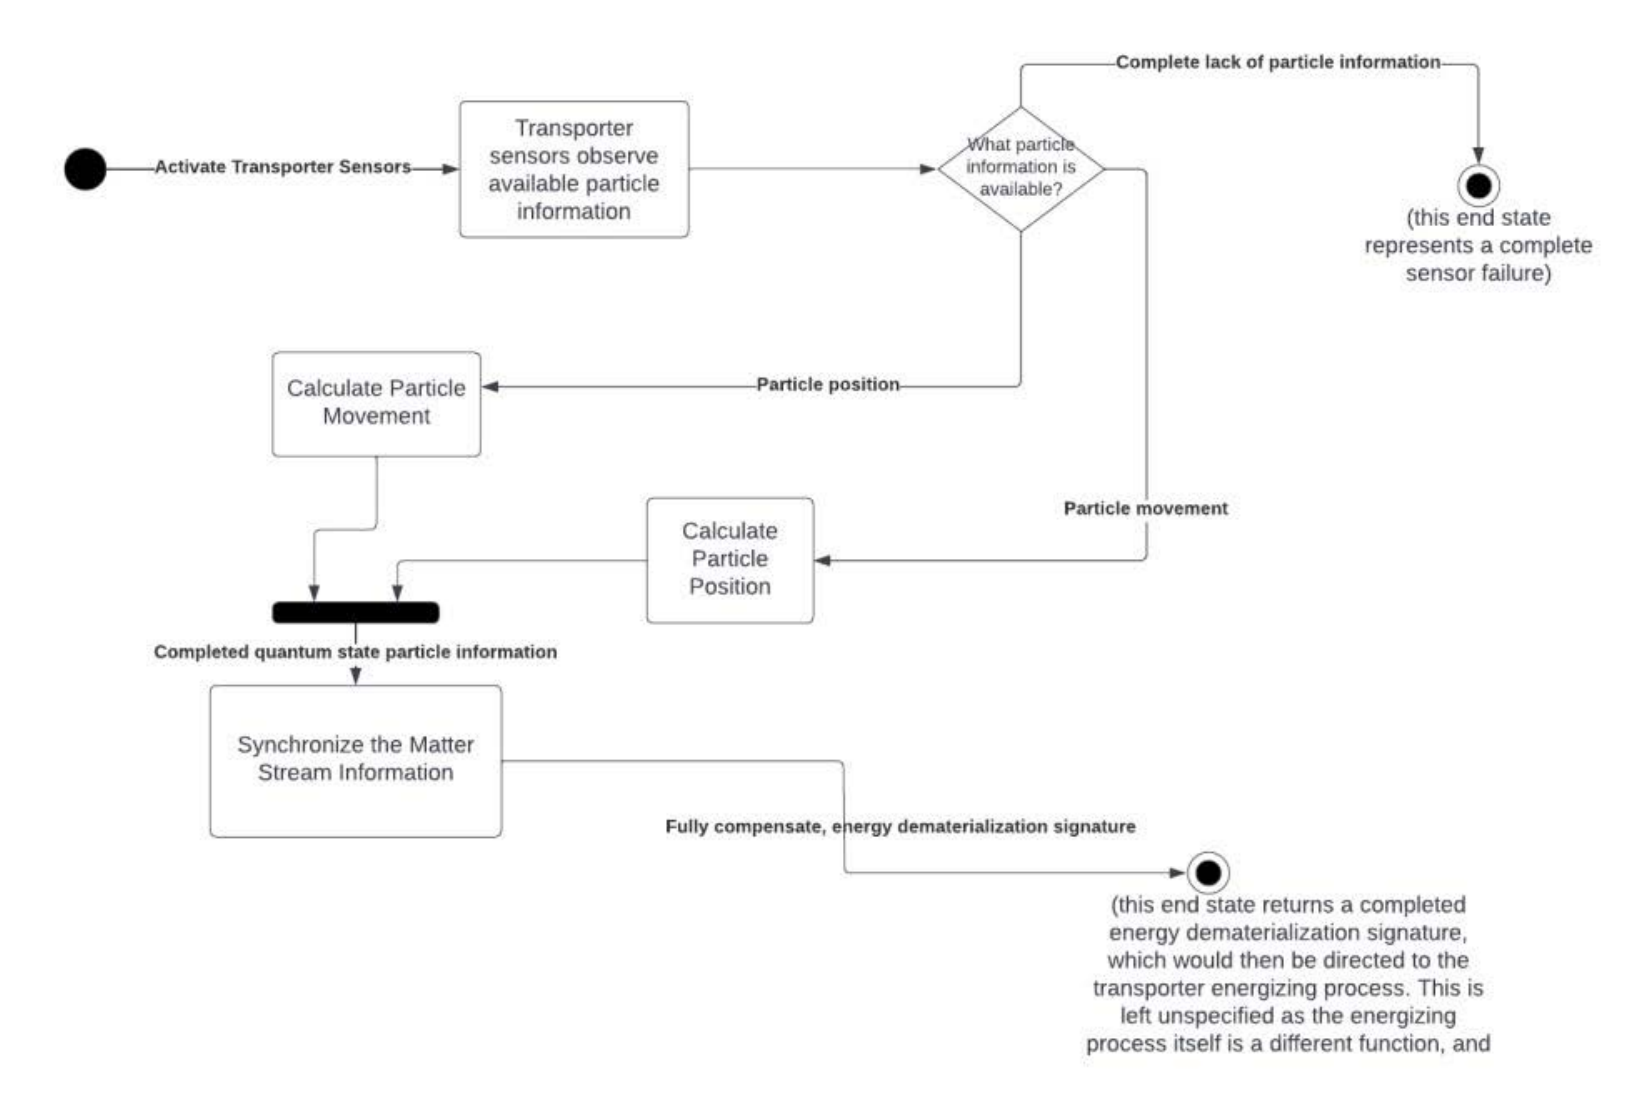 Complete lack of particle information
Transporter
sensors observe
available particle
information
What particle
information is
available?
Activate Transporter Sensors
(this end state
represents a complete
sensor failure)
Calculate Particle
Movement
Particle position
Particle movement
Calculate
Particle
Position
Completed quantum state particle information
Synchronize the Matter
Stream Information
Fully compensate, energy dematerialization signature
(this end state returns a completed
energy dematerialization signature,
which would then be directed to the
transporter energizing process. This is
left unspecified as the energizing
process itself is a different function, and